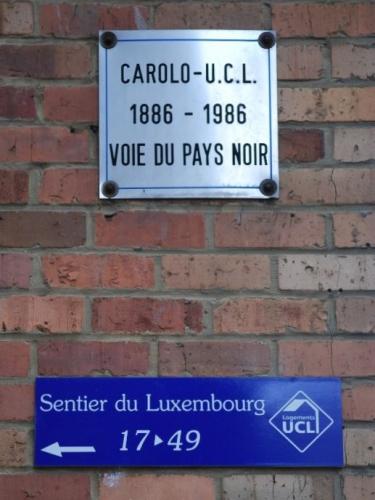 CAROLO-U.C.L.
1886 - 1986
VOIE DU PAYS NOIR
Sentier du Luxembourg
17▸49
Logements
UCL